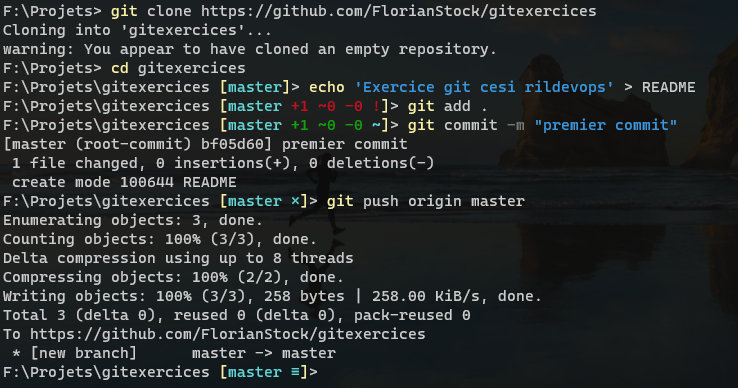 F:\Projets> git clone https://github.com/FlorianStock/gitexercices
Cloning into 'gitexercices'...
warning: You appear to have cloned an empty repository.
F:\Projets> cd gitexercices
F:\Projets\gitexercices [master]> echo 'Exercice git cesi rildevops' > README
F:\Projets\gitexercices [master +1 ~0 -0 !]> git add .
F:\Projets\gitexercices [master +1 ~0 -0 ~]> git commit -m "premier commit"
[master (root-commit) bf05d60] premier commit
 1 file changed, 0 insertions(+), 0 deletions(-)
 create mode 100644 README
F:\Projets\gitexercices [master ×]> git push origin master
Enumerating objects: 3, done.
Counting objects: 100% (3/3), done.
Delta compression using up to 8 threads
Compressing objects: 100% (2/2), done.
Writing objects: 100% (3/3), 258 bytes | 258.00 KiB/s, done.
Total 3 (delta 0), reused 0 (delta 0), pack-reused 0
To https://github.com/FlorianStock/gitexercices
 * [new branch]      master -> master
F:\Projets\gitexercices [master ≡]>